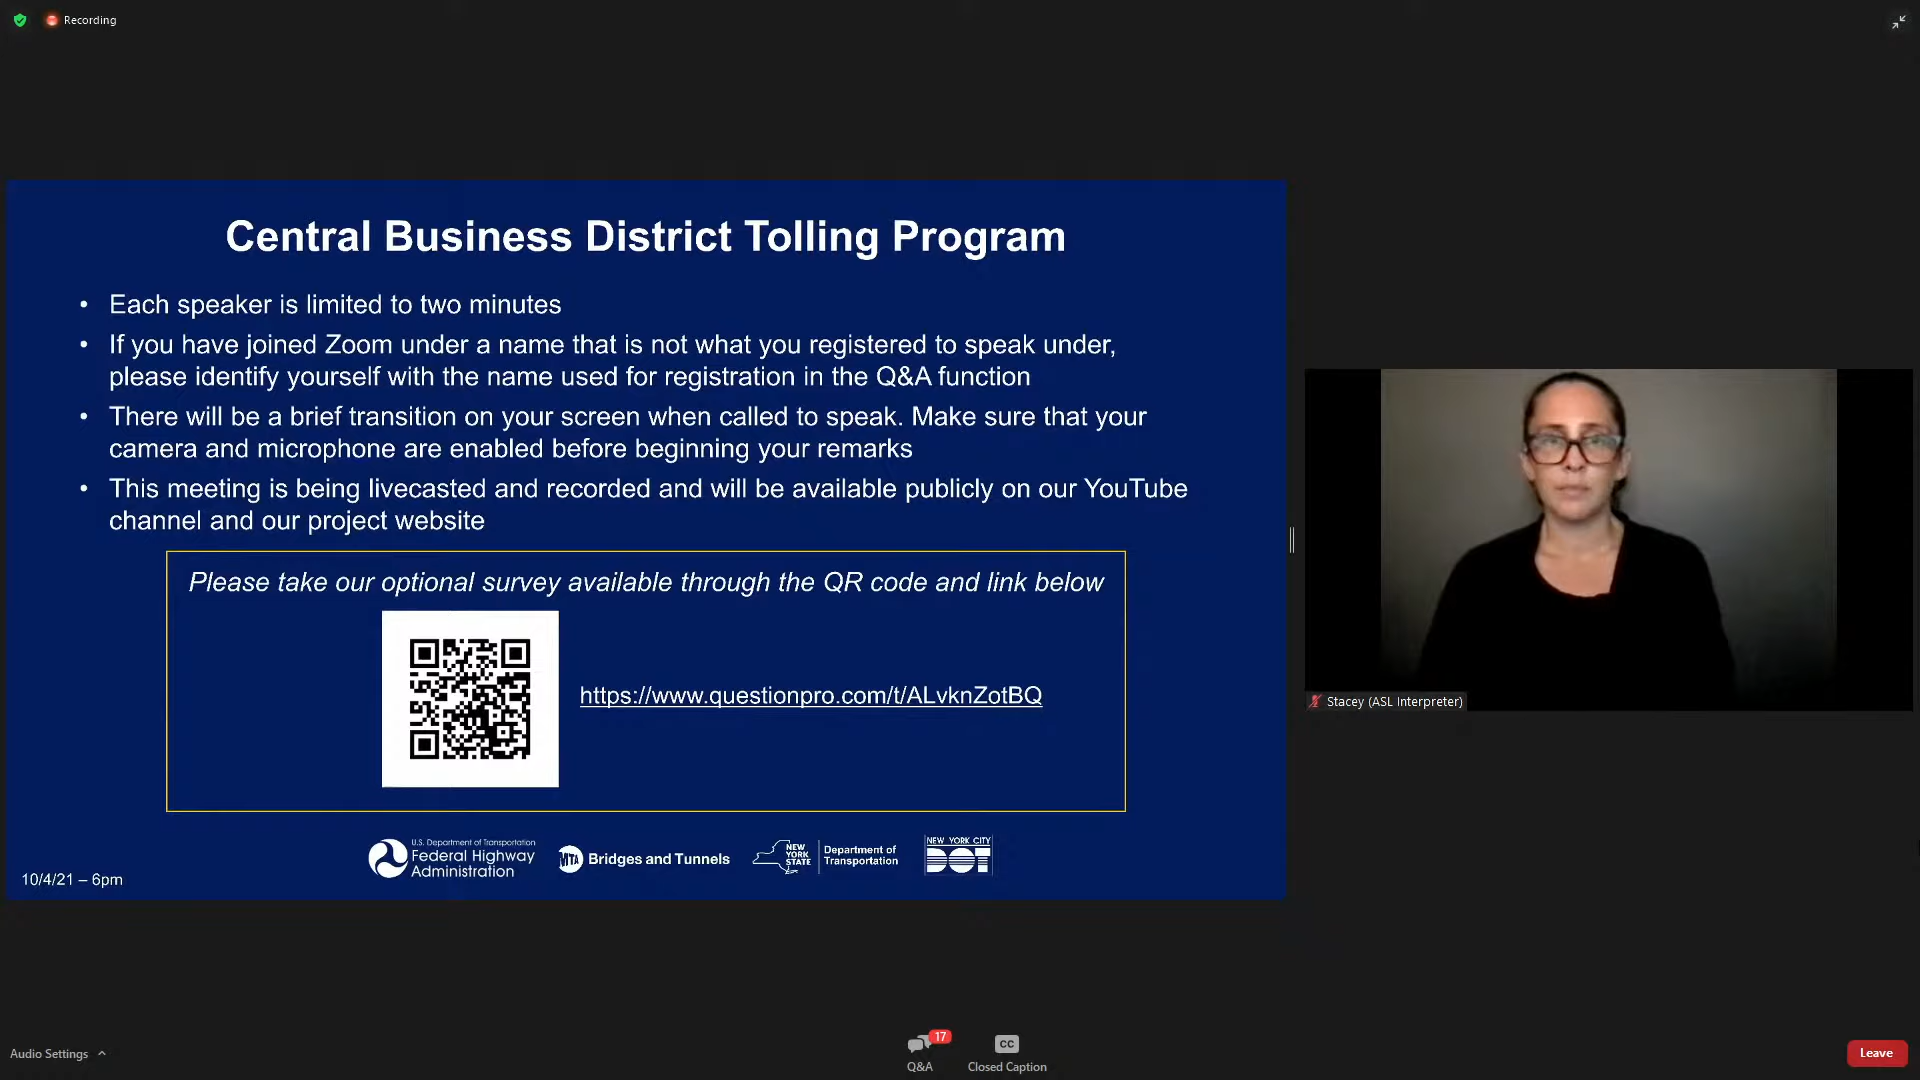 Recording
Central Business District Tolling Program
• Each speaker is limited to two minutes
• If you have joined Zoom under a name that is not what you registered to speak under,
please identify yourself with the name used for registration in the Q&A function
• There will be a brief transition on your screen when called to speak. Make sure that your
camera and microphone are enabled before beginning your remarks
• This meeting is being livecasted and recorded and will be available publicly on our YouTube
channel and our project website
Please take our optional survey available through the QR code and link below
https://www.questionpro.com/t/ALvknZotBQ
U.S. Department of Transportation
Federal Highway
Administration
MTA Bridges and Tunnels
NEW
YORK
STATE
Department of
Transportation
NEW YORK CITY
DOT
10/4/21 – 6pm
Stacey (ASL Interpreter)
Audio Settings
17
Q&A
CC
Closed Caption
Leave